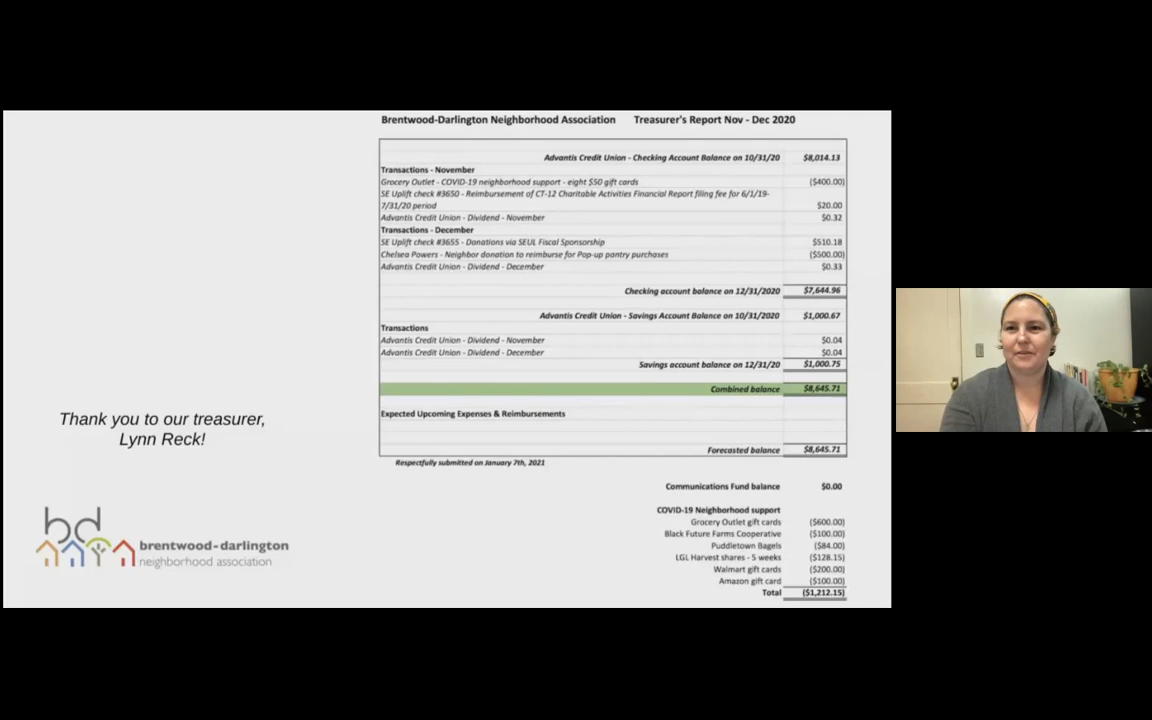 Brentwood-Darlington Neighborhood Association Treasurer's Report Nov - Dec 2020
Advantis Credit Union - Checking Account Balance on 10/31/20 $8,014.13
Transactions - November
Grocery Outlet - COVID-19 neighborhood support - eight $50 gift cards ($400.00)
SE Uplift check #3650 - Reimbursement of CT-12 Charitable Activities Financial Report filing fee for 6/1/19-
7/31/20 period $20.00
Advantis Credit Union - Dividend - November $0.32
Transactions - December
SE Uplift check #3655 - Donations via SEUL Fiscal Sponsorship $510.18
Chelsea Powers - Neighbor donation to reimburse for Pop-up pantry purchases ($500.00)
Advantis Credit Union - Dividend - December $0.33
Checking account balance on 12/31/2020 $7,644.96
Advantis Credit Union - Savings Account Balance on 10/31/2020 $1,000.67
Transactions
Advantis Credit Union - Dividend - November $0.04
Advantis Credit Union - Dividend - December $0.04
Savings account balance on 12/31/20 $1,000.75
Combined balance $8,645.71
Expected Upcoming Expenses & Reimbursements
Forecasted balance $8,645.71
Respectfully submitted on January 7th, 2021
Communications Fund balance $0.00
COVID-19 Neighborhood support
Grocery Outlet gift cards ($600.00)
Black Future Farms Cooperative ($100.00)
Puddletown Bagels ($84.00)
LGL Harvest shares - 5 weeks ($128.15)
Walmart gift cards ($200.00)
Amazon gift card ($100.00)
Total ($1,212.15)
Thank you to our treasurer,
Lynn Reck!
bd
brentwood-darlington
neighborhood association